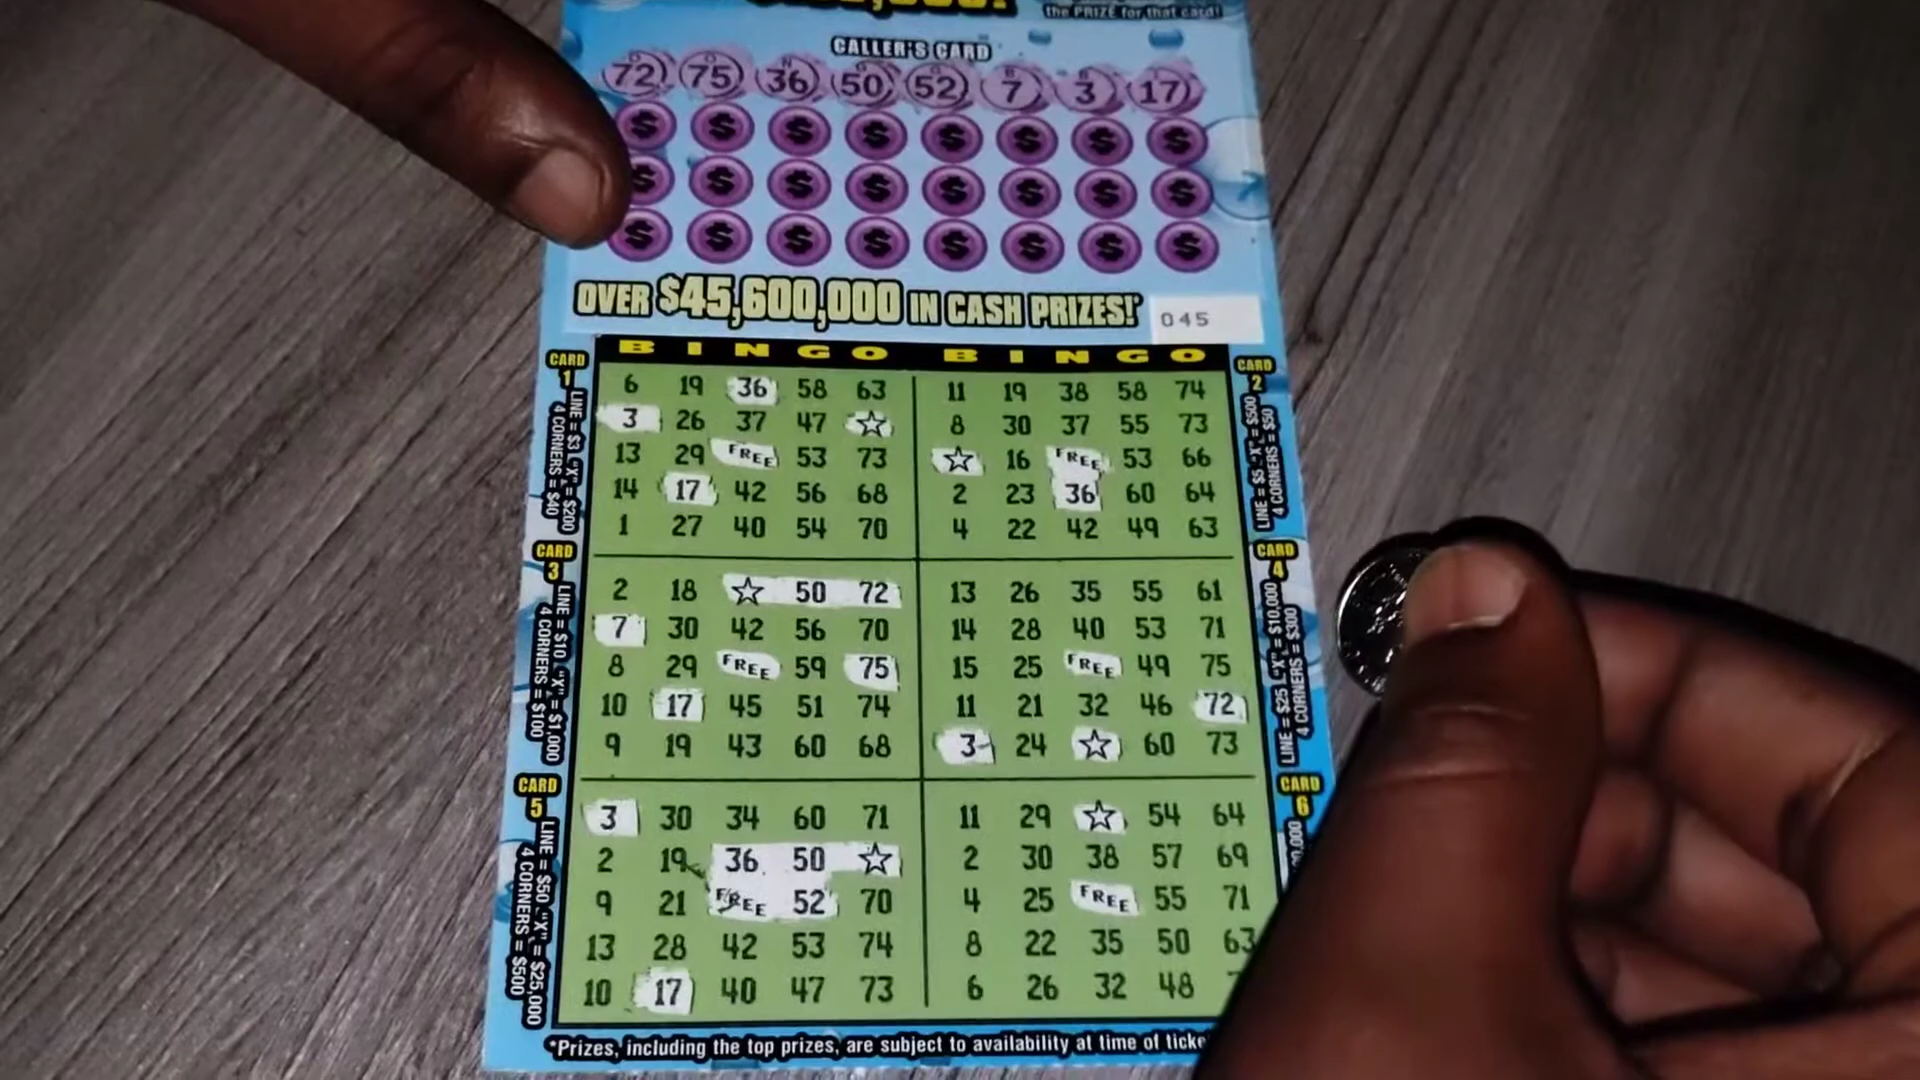 the PRIZE for that card!
CALLER'S CARD
72 75 36 50 52 7 3 17
$ $ $ $ $ $ $ $
$ $ $ $ $ $ $ $
$ $ $ $ $ $ $ $
OVER $45,600,000 IN CASH PRIZES!*
045
B I N G O B I N G O
CARD 1
LINE = $3 "X" = $200
4 CORNERS = $40
6 19 36 58 63
3 26 37 47 ☆
13 29 FREE 53 73
14 17 42 56 68
1 27 40 54 70
CARD 2
LINE = $5 "X" = $500
4 CORNERS = $50
11 19 38 58 74
8 30 37 55 73
☆ 16 FREE 53 66
2 23 36 60 64
4 22 42 49 63
CARD 3
LINE = $10 "X" = $1,000
4 CORNERS = $100
2 18 ☆ 50 72
7 30 42 56 70
8 29 FREE 59 75
10 17 45 51 74
9 19 43 60 68
CARD 4
LINE = $25 "X" = $10,000
4 CORNERS = $300
13 26 35 55 61
14 28 40 53 71
15 25 FREE 49 75
11 21 32 46 72
3 24 ☆ 60 73
CARD 5
LINE = $50 "X" = $25,000
4 CORNERS = $500
3 30 34 60 71
2 19 36 50 ☆
9 21 FREE 52 70
13 28 42 53 74
10 17 40 47 73
CARD 6
11 29 ☆ 54 64
2 30 38 57 69
4 25 FREE 55 71
8 22 35 50 63
6 26 32 48
*Prizes, including the top prizes, are subject to availability at time of